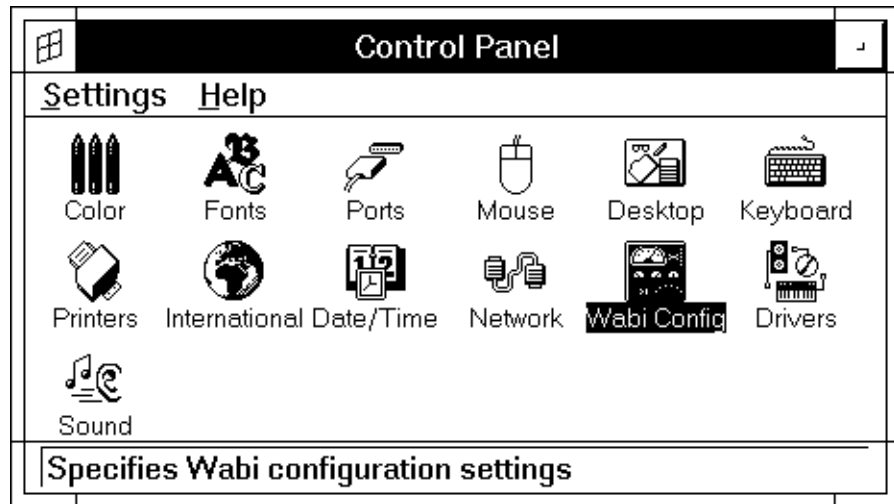 Control Panel
Settings Help
Color Fonts Ports Mouse Desktop Keyboard
Printers International Date/Time Network Wabi Config Drivers
Sound
Specifies Wabi configuration settings